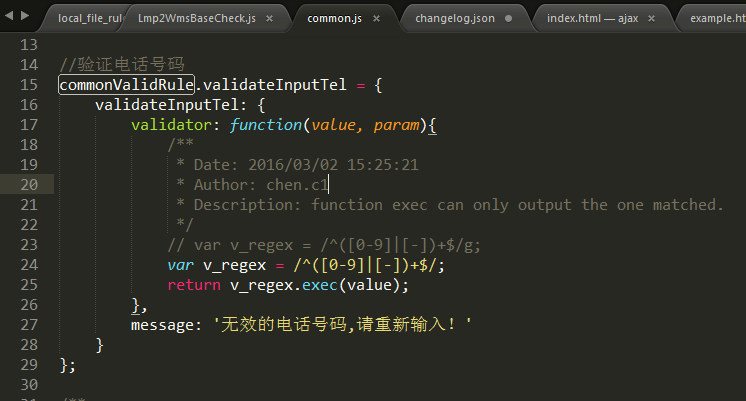 local_file_rul
Lmp2WmsBaseCheck.js ×
common.js ×
changelog.json
index.html — ajax ×
example.ht
13
14 //验证电话号码
15 commonValidRule.validateInputTel = {
16 validateInputTel: {
17 validator: function(value, param){
18 /**
19 * Date: 2016/03/02 15:25:21
20 * Author: chen.c1
21 * Description: function exec can only output the one matched.
22 */
23 // var v_regex = /^([0-9]|[-])+$/g;
24 var v_regex = /^([0-9]|[-])+$/;
25 return v_regex.exec(value);
26 },
27 message: '无效的电话号码,请重新输入! '
28 }
29 };
30